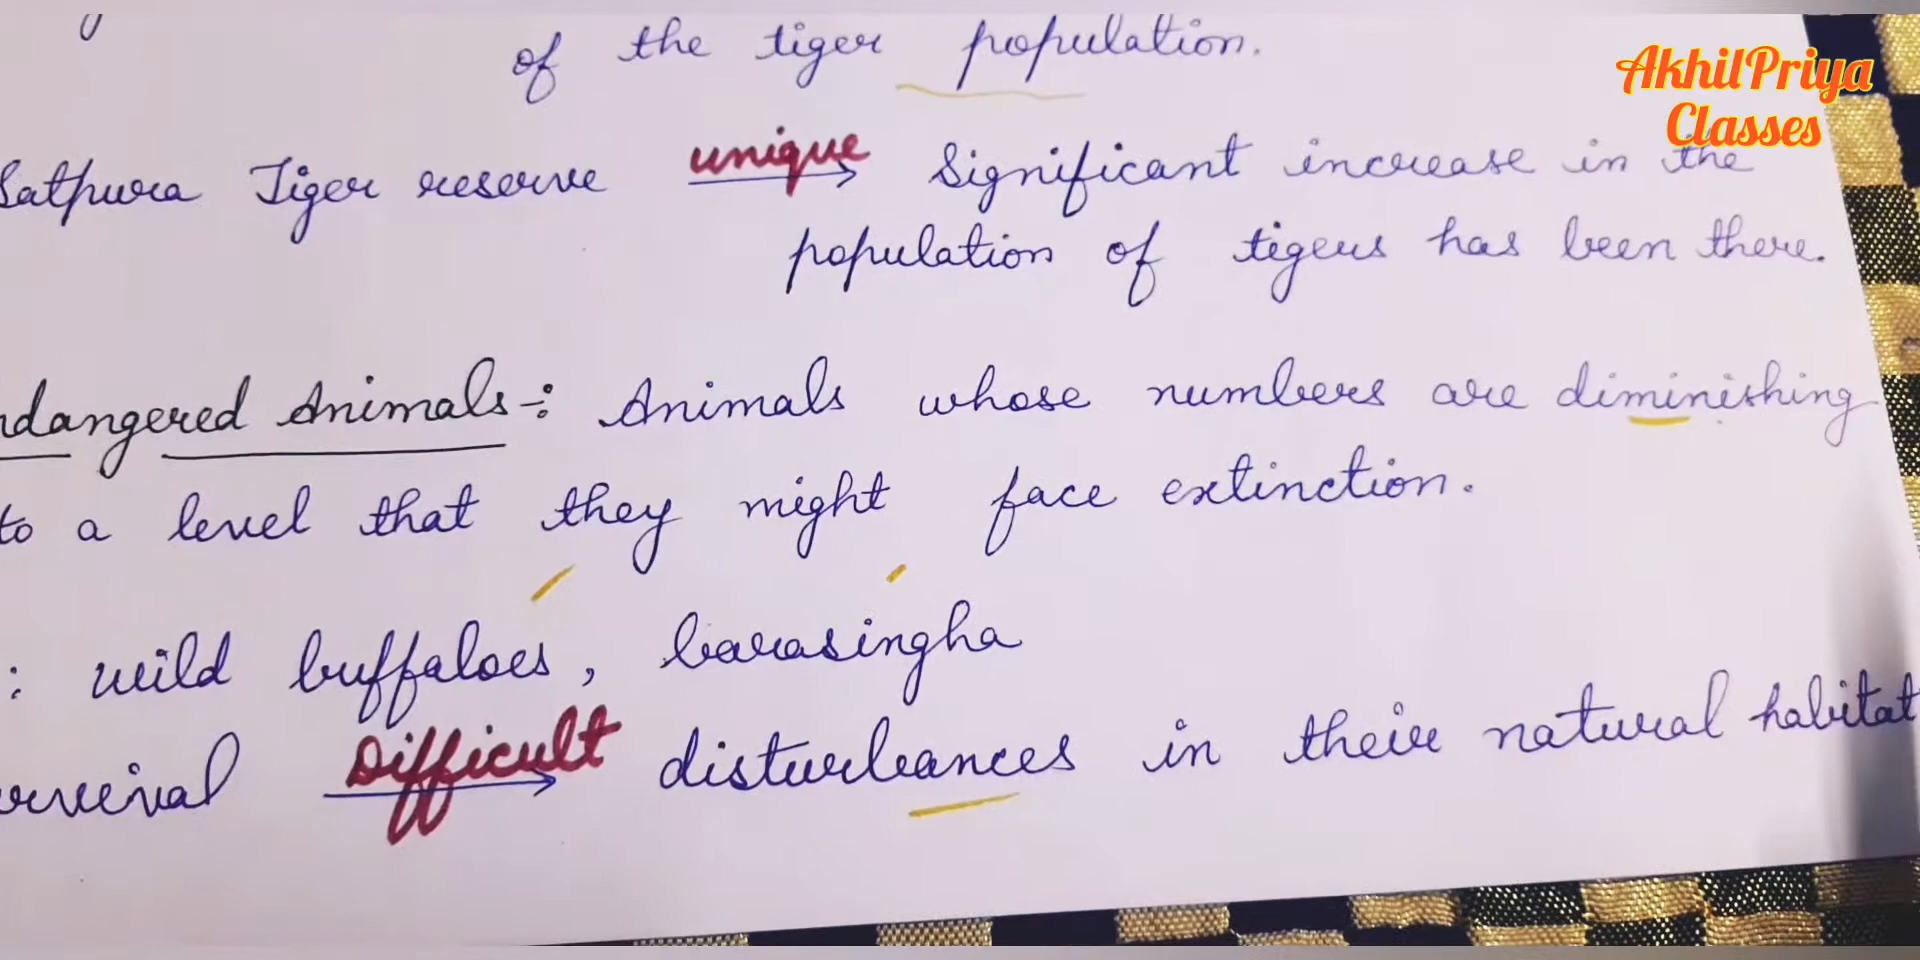 of the tiger population.
AkhilPriya
Classes
Satpura Tiger reserve unique → Significant increase in the
population of tigers has been there.
ndangered Animals -: Animals whose numbers are diminishing
to a level that they might face extinction.
: wild buffaloes, barasingha
urvival Difficult → disturbances in their natural habitat